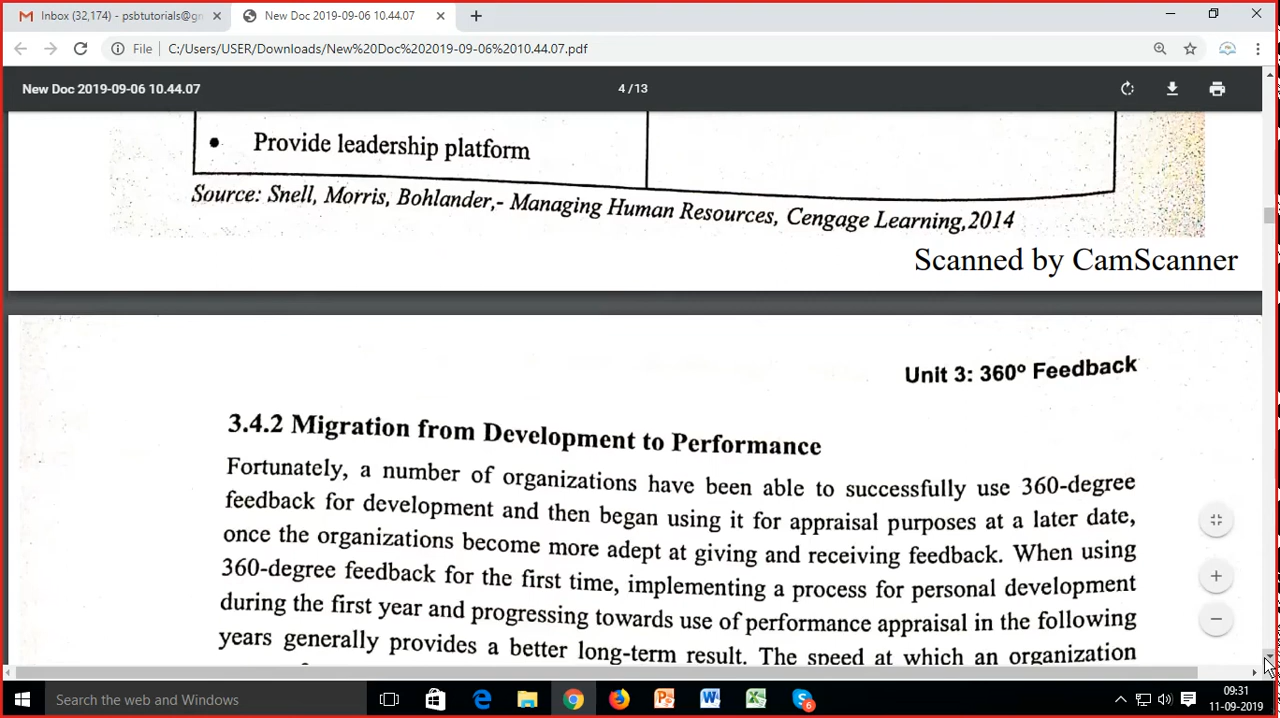 Inbox (32,174) - psbtutorials@gm
New Doc 2019-09-06 10.44.07
File
C:/Users/USER/Downloads/New%20Doc%202019-09-06%2010.44.07.pdf
New Doc 2019-09-06 10.44.07
4 / 13
• Provide leadership platform
Source: Snell, Morris, Bohlander,- Managing Human Resources, Cengage Learning,2014
Scanned by CamScanner
Unit 3: 360º Feedback
3.4.2 Migration from Development to Performance
Fortunately, a number of organizations have been able to successfully use 360-degree
feedback for development and then began using it for appraisal purposes at a later date,
once the organizations become more adept at giving and receiving feedback. When using
360-degree feedback for the first time, implementing a process for personal development
during the first year and progressing towards use of performance appraisal in the following
years generally provides a better long-term result. The speed at which an organization
Search the web and Windows
6
09:31
11-09-2019